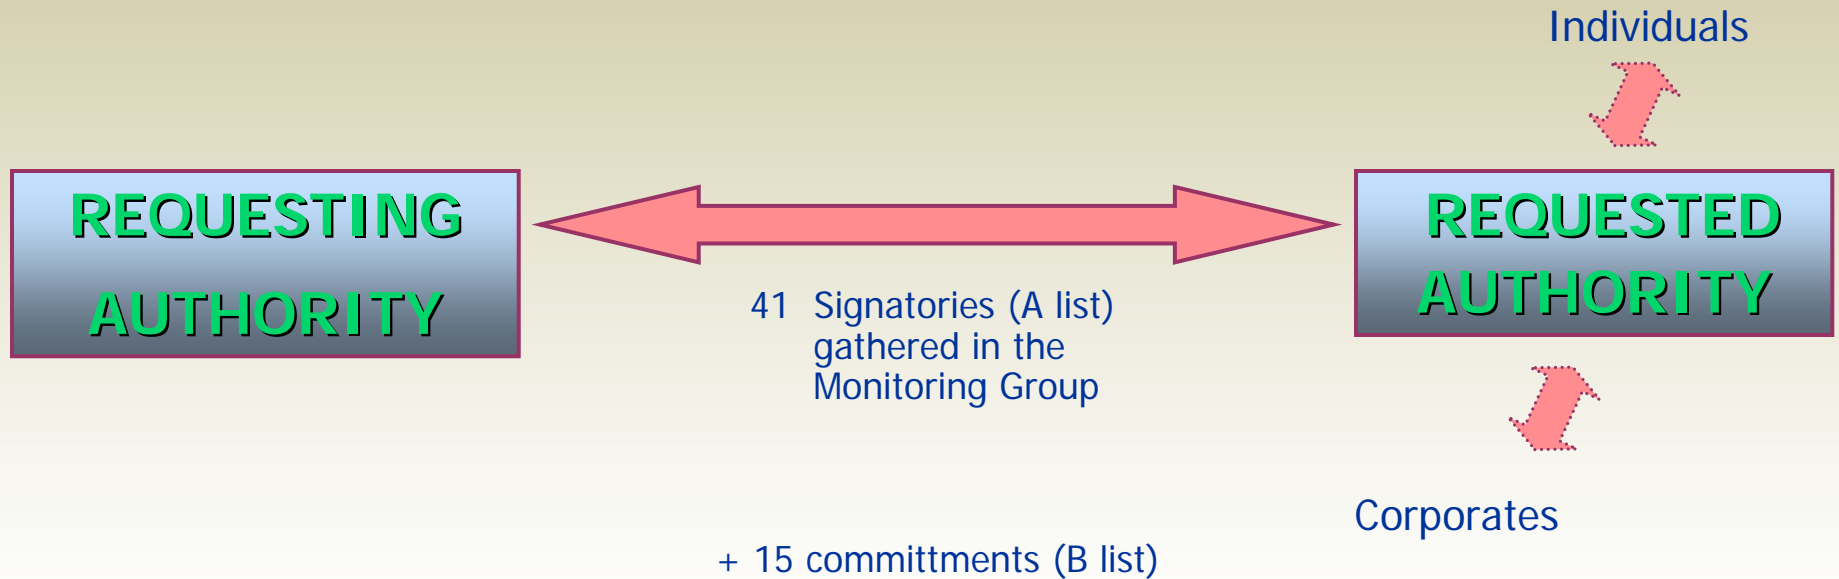 Individuals
REQUESTING
AUTHORITY
REQUESTED
AUTHORITY
41 Signatories (A list)
gathered in the
Monitoring Group
Corporates
+ 15 committments (B list)